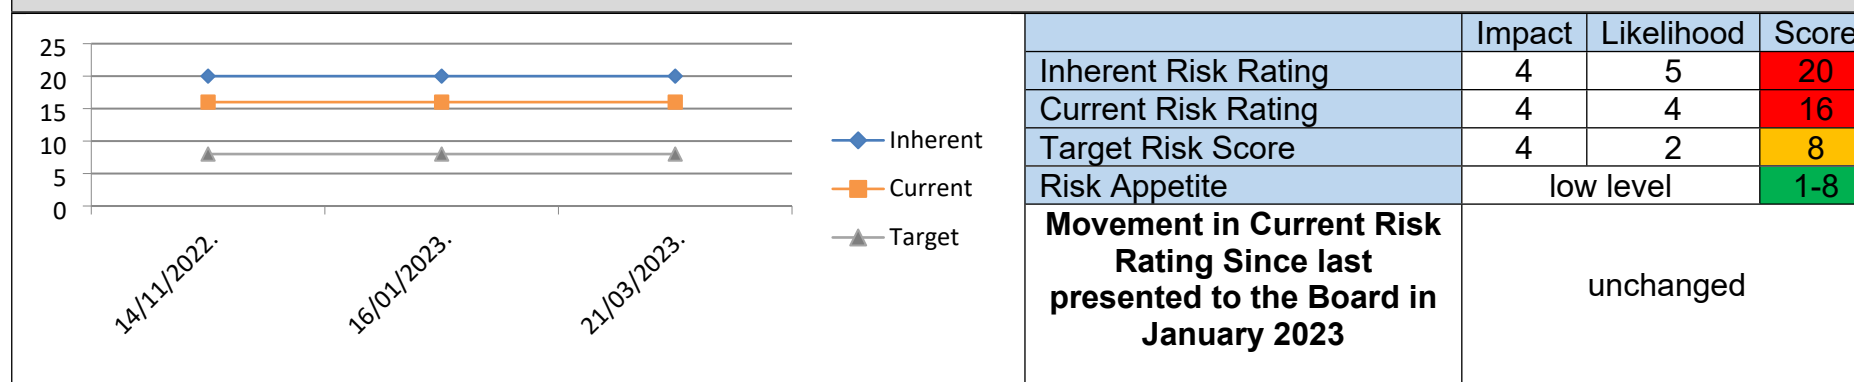 25
20
15
10
5
0
14/11/2022.
16/01/2023.
21/03/2023.
Inherent
Current
Target
Impact Likelihood Score
Inherent Risk Rating 4 5 20
Current Risk Rating 4 4 16
Target Risk Score 4 2 8
Risk Appetite low level 1-8
Movement in Current Risk
Rating Since last
presented to the Board in
January 2023
unchanged